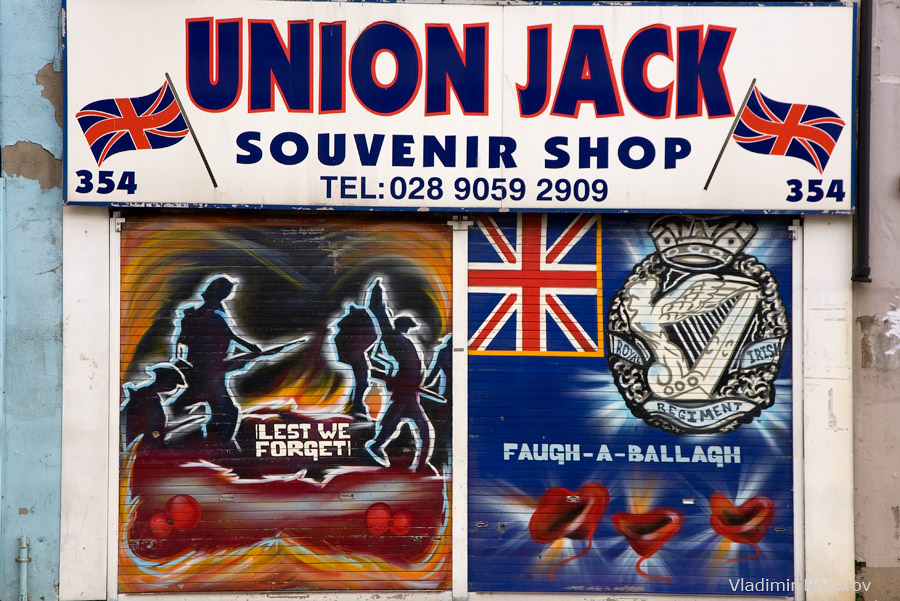 UNION JACK
SOUVENIR SHOP
TEL: 028 9059 2909
354
354
LEST WE
FORGET
ROYAL IRISH
REGIMENT
FAUGH-A-BALLAGH